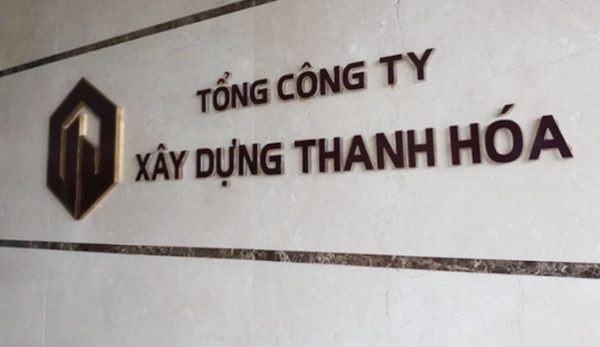 TỔNG CÔNG TY
XÂY DỰNG THANH HÓA